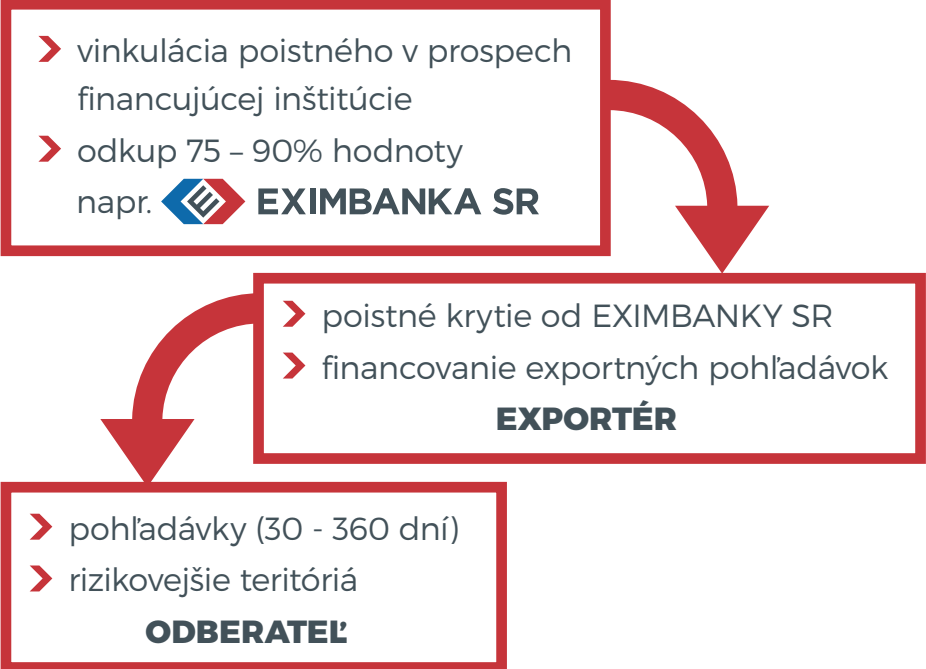 vinkulácia poistného v prospech
financujúcej inštitúcie
odkup 75 – 90% hodnoty
napr. EXIMBANKA SR
poistné krytie od EXIMBANKY SR
financovanie exportných pohľadávok
EXPORTÉR
pohľadávky (30 - 360 dní)
rizikovejšie teritóriá
ODBERATEĽ